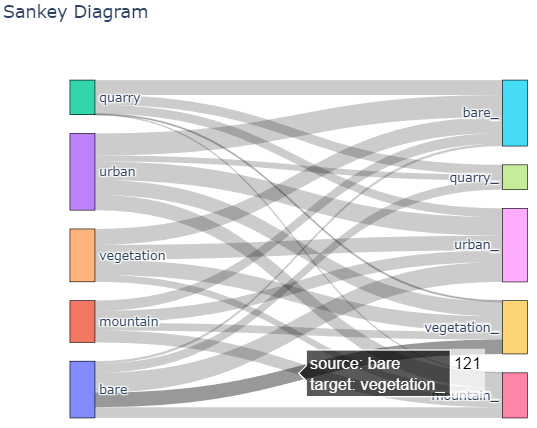 Sankey Diagram
quarry
bare_
urban
quarry_
urban_
vegetation
mountain
vegetation_
bare
source: bare
target: vegetation_
121
mountain_